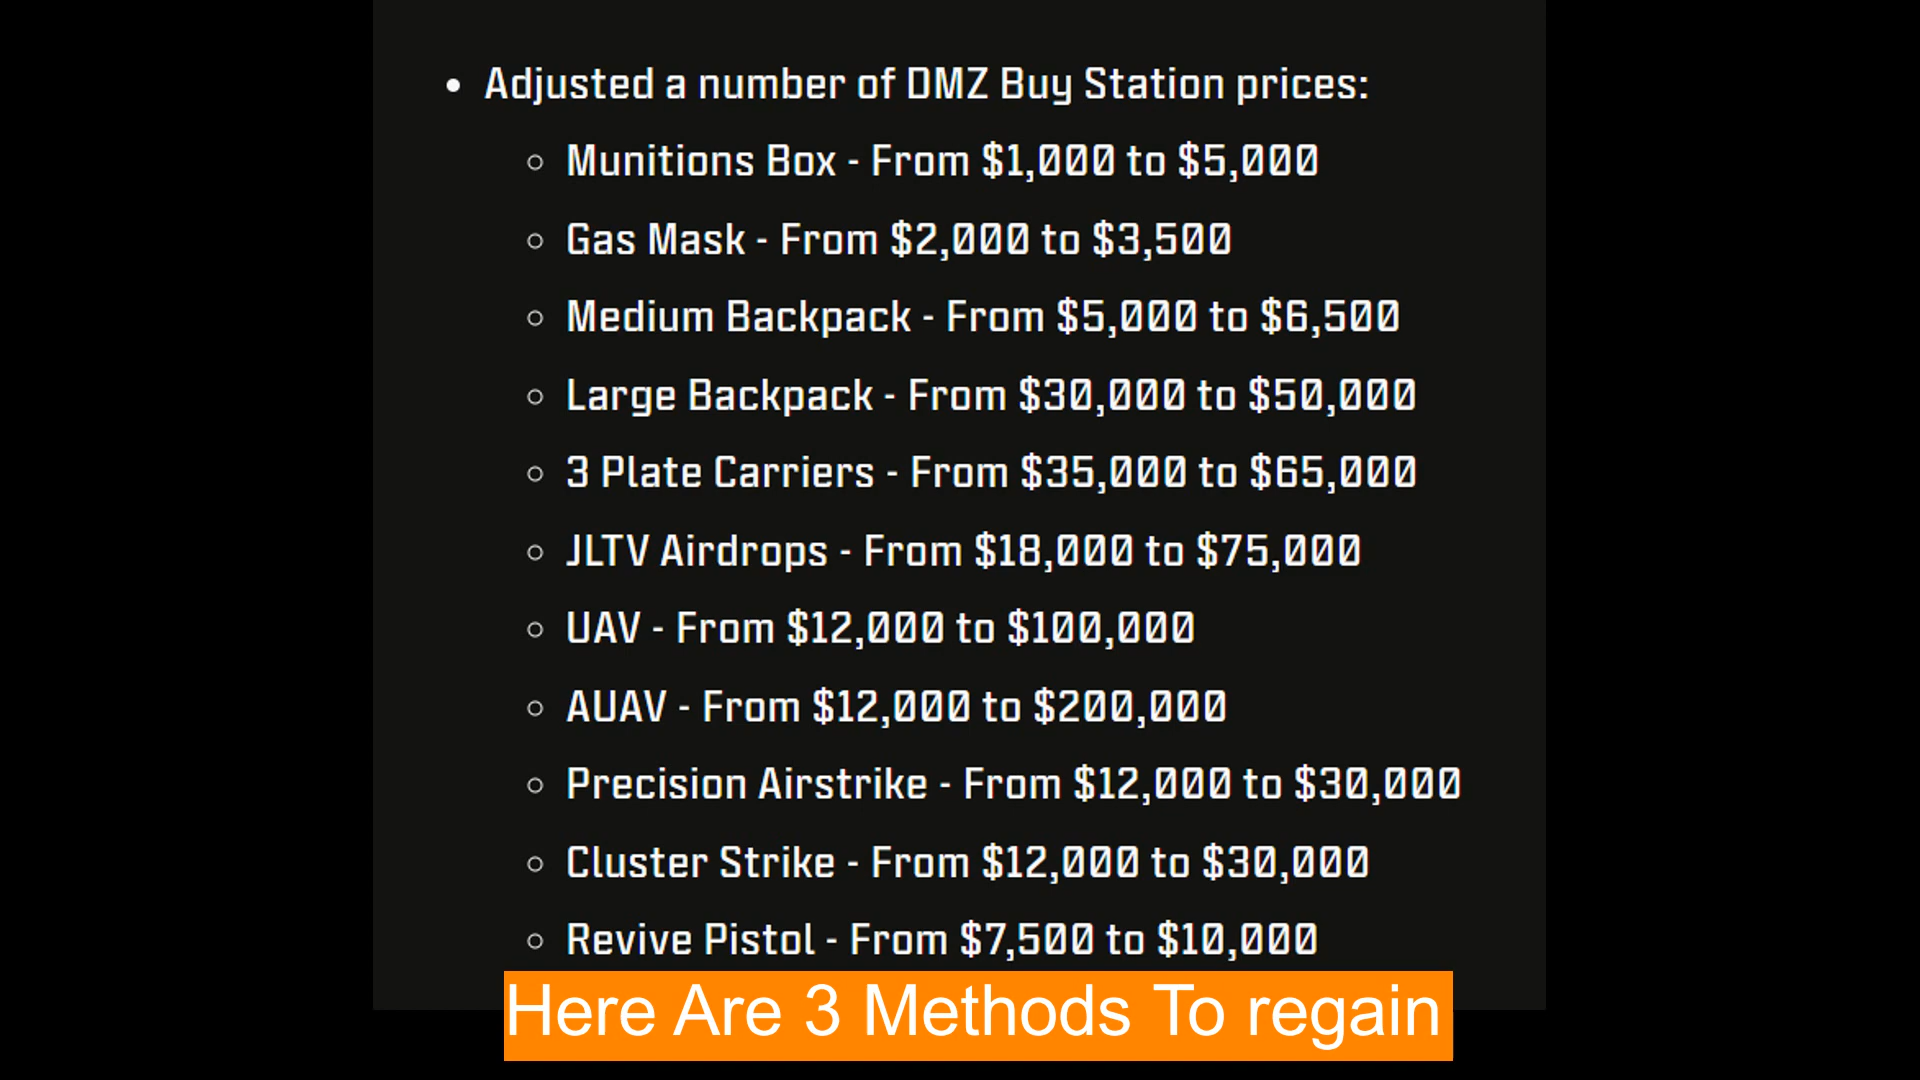 Adjusted a number of DMZ Buy Station prices:
Munitions Box - From $1,000 to $5,000
Gas Mask - From $2,000 to $3,500
Medium Backpack - From $5,000 to $6,500
Large Backpack - From $30,000 to $50,000
3 Plate Carriers - From $35,000 to $65,000
JLTV Airdrops - From $18,000 to $75,000
UAV - From $12,000 to $100,000
AUAV - From $12,000 to $200,000
Precision Airstrike - From $12,000 to $30,000
Cluster Strike - From $12,000 to $30,000
Revive Pistol - From $7,500 to $10,000
Here Are 3 Methods To regain